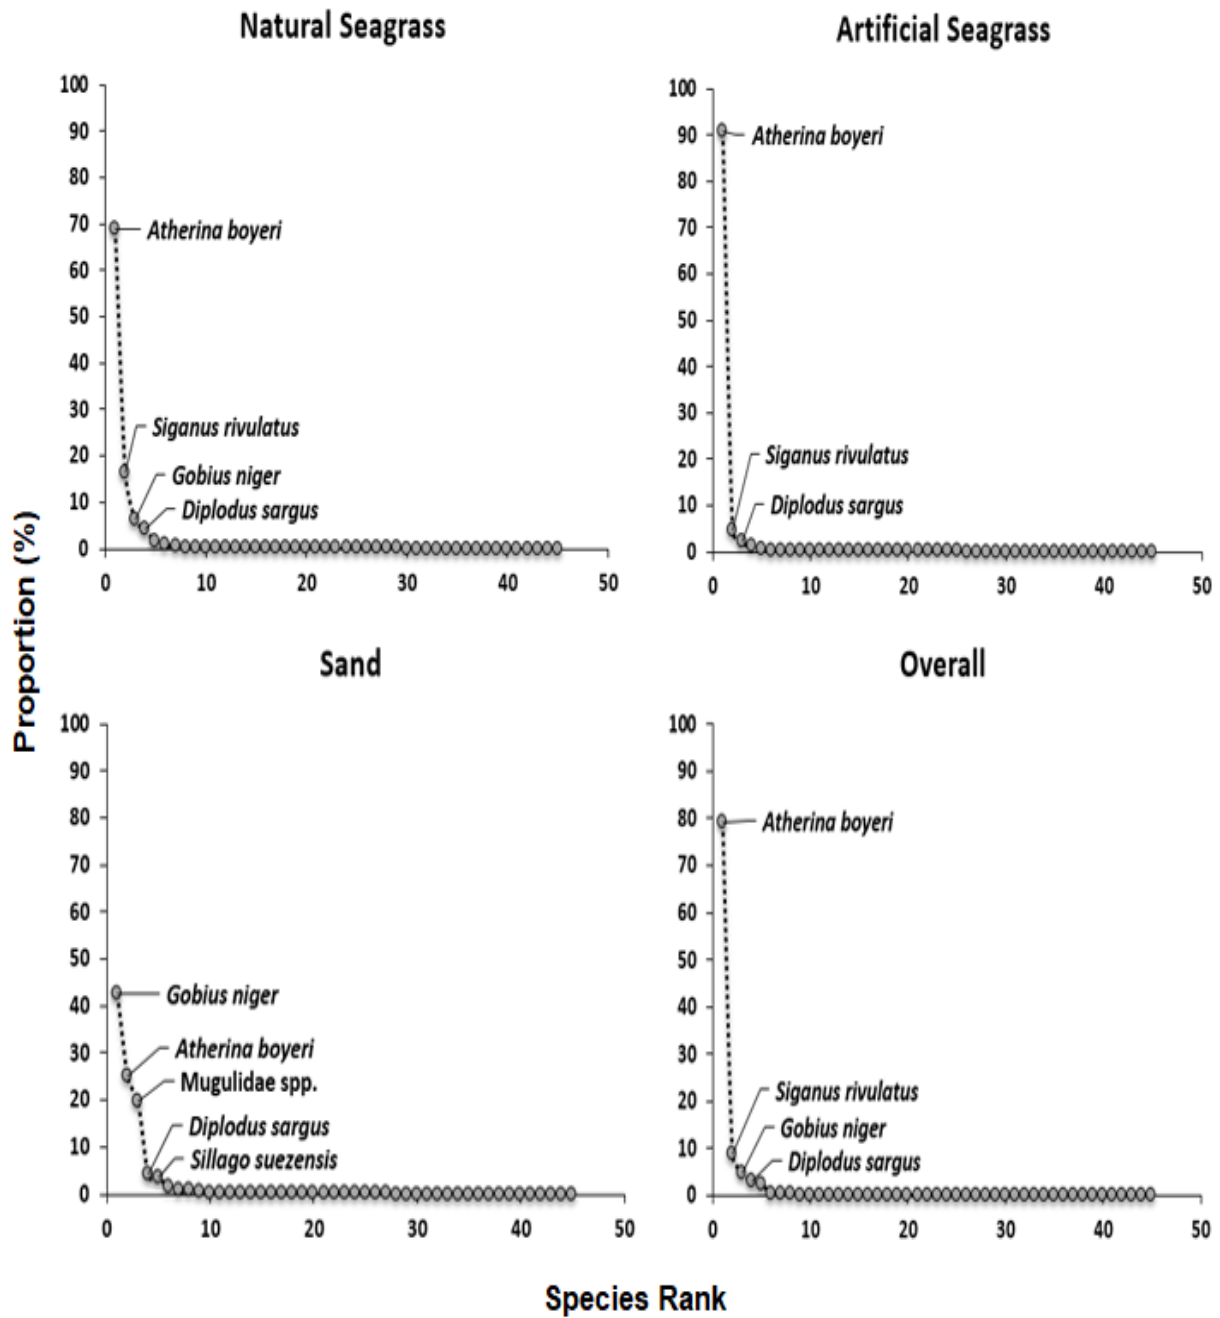 Natural Seagrass
100
90
80
70
60
50
40
30
20
10
0
Atherina boyeri
Siganus rivulatus
Gobius niger
Diplodus sargus
0 10 20 30 40 50
Artificial Seagrass
100
90
80
70
60
50
40
30
20
10
0
Atherina boyeri
Siganus rivulatus
Diplodus sargus
0 10 20 30 40 50
Proportion (%)
Sand
100
90
80
70
60
50
40
30
20
10
0
Gobius niger
Atherina boyeri
Mugulidae spp.
Diplodus sargus
Sillago suezensis
0 10 20 30 40 50
Overall
100
90
80
70
60
50
40
30
20
10
0
Atherina boyeri
Siganus rivulatus
Gobius niger
Diplodus sargus
0 10 20 30 40 50
Species Rank